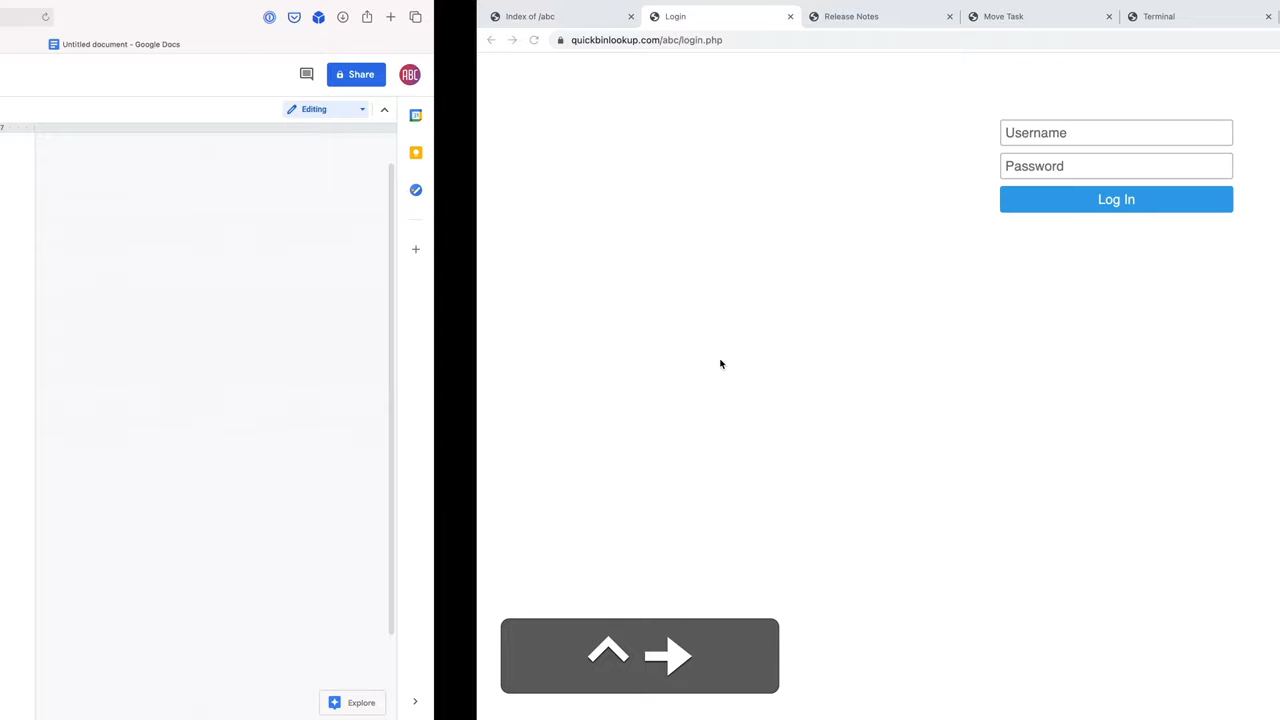 Untitled document - Google Docs
Share
ABC
Editing
7
Explore
Index of /abc
Login
Release Notes
Move Task
Terminal
quickbinlookup.com/abc/login.php
Username
Password
Log In